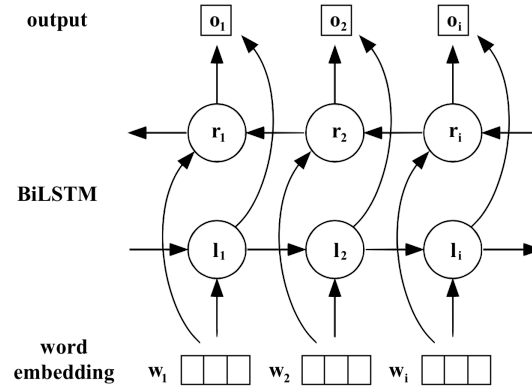 output o₁ o₂ oᵢ
r₁ r₂ rᵢ
BiLSTM
l₁ l₂ lᵢ
word
embedding w₁ w₂ wᵢ